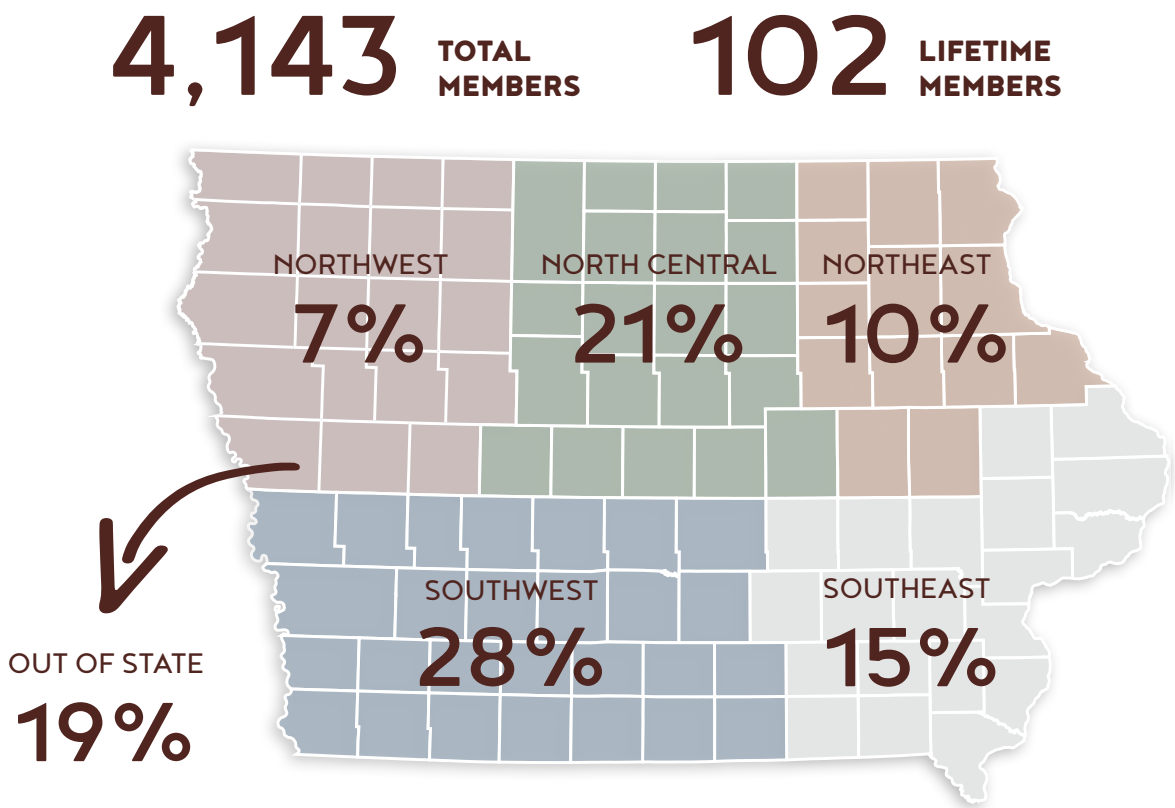 4,143 TOTAL
MEMBERS
102 LIFETIME
MEMBERS
NORTHWEST
7%
NORTH CENTRAL
21%
NORTHEAST
10%
SOUTHWEST
28%
SOUTHEAST
15%
OUT OF STATE
19%